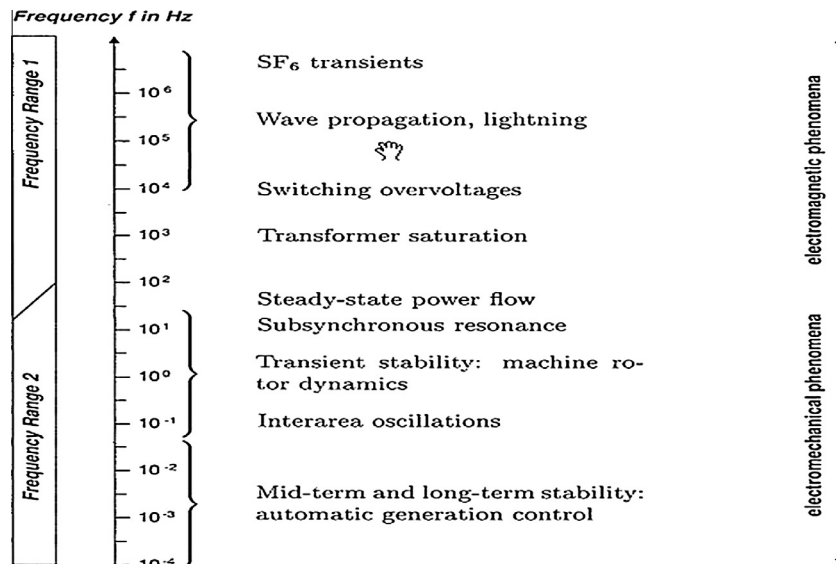 Frequency f in Hz
Frequency Range 1
10⁶
10⁵
10⁴
10³
10²
SF₆ transients
Wave propagation, lightning
Switching overvoltages
Transformer saturation
electromagnetic phenomena
Frequency Range 2
10¹
10⁰
10⁻¹
10⁻²
10⁻³
10⁻⁴
Steady-state power flow
Subsynchronous resonance
Transient stability: machine ro-
tor dynamics
Interarea oscillations
Mid-term and long-term stability:
automatic generation control
electromechanical phenomena